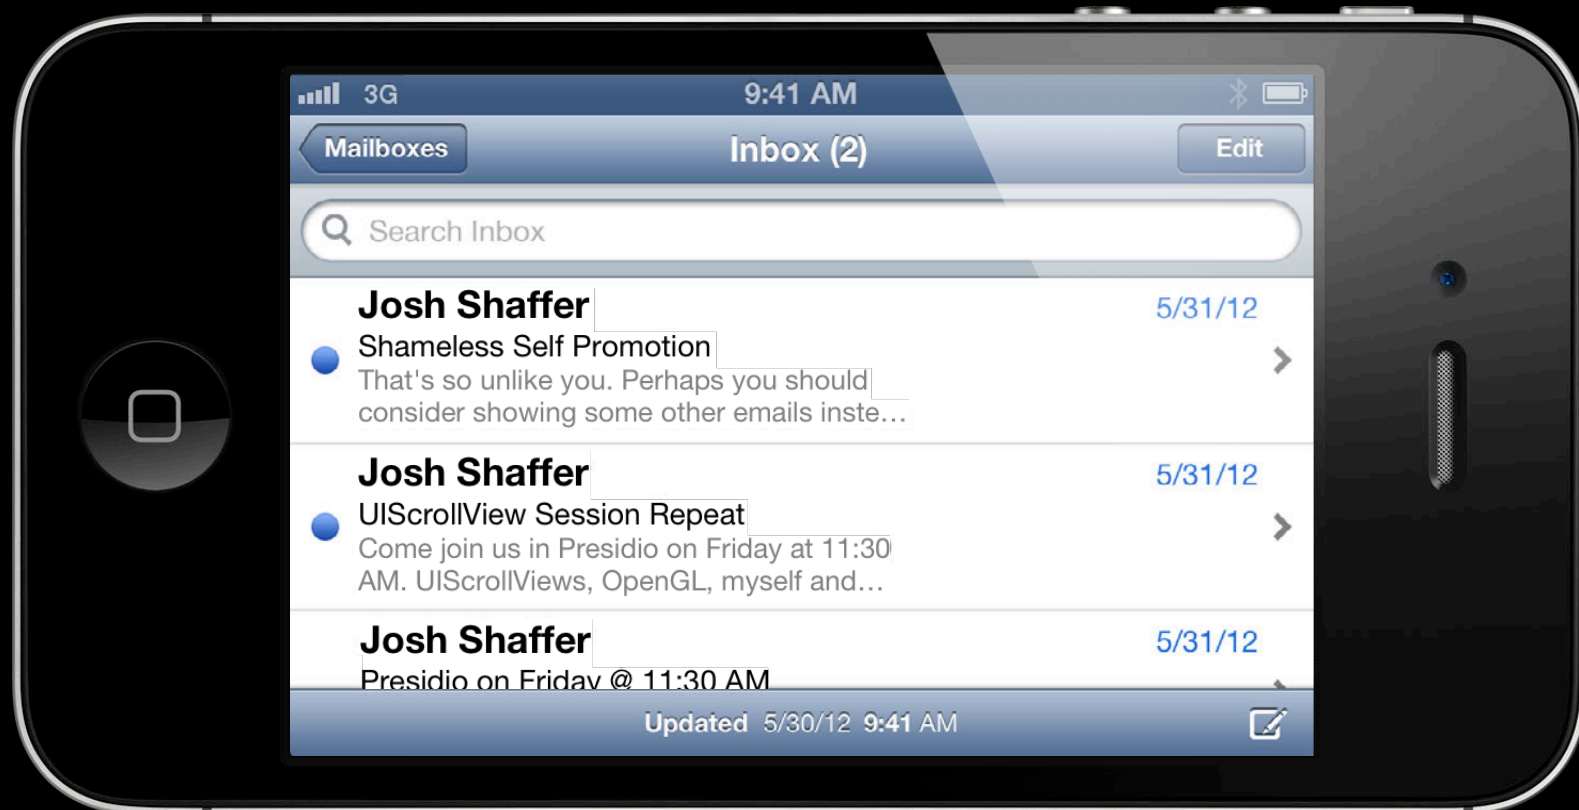 3G 9:41 AM
Mailboxes Inbox (2) Edit
Search Inbox
Josh Shaffer 5/31/12
Shameless Self Promotion
That's so unlike you. Perhaps you should
consider showing some other emails inste...
Josh Shaffer 5/31/12
UIScrollView Session Repeat
Come join us in Presidio on Friday at 11:30
AM. UIScrollViews, OpenGL, myself and...
Josh Shaffer 5/31/12
Presidio on Friday @ 11:30 AM
Updated 5/30/12 9:41 AM